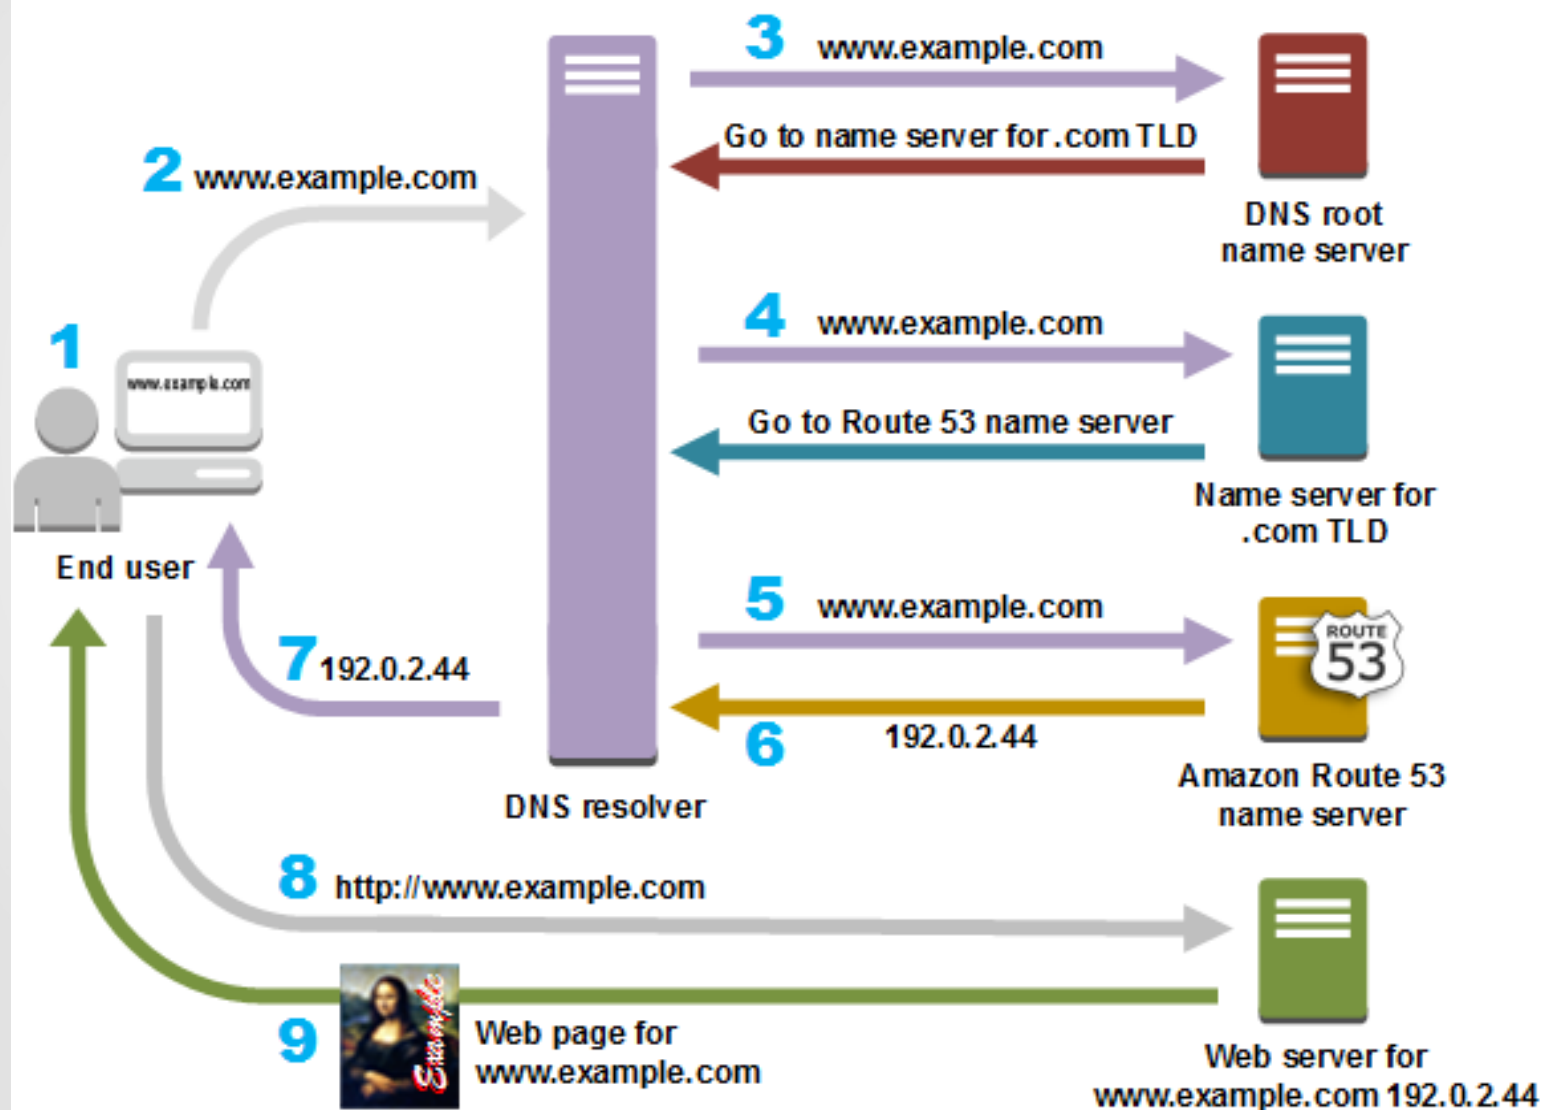 3 www.example.com
Go to name server for .com TLD
DNS root
name server
2 www.example.com
4 www.example.com
1
www.example.com
Go to Route 53 name server
Name server for
.com TLD
End user
5 www.example.com
ROUTE
53
7 192.0.2.44
6 192.0.2.44
Amazon Route 53
name server
DNS resolver
8 http://www.example.com
9
Example
Web page for
www.example.com
Web server for
www.example.com 192.0.2.44